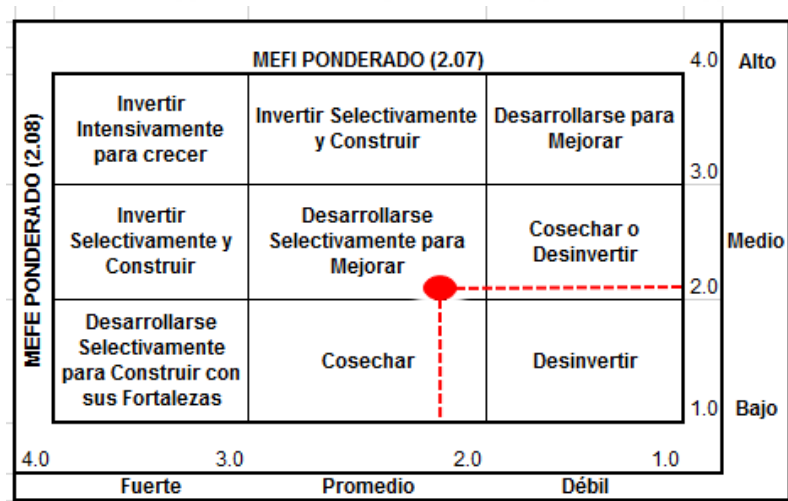 MEFI PONDERADO (2.07)
4.0
Alto
MEFE PONDERADO (2.08)
Invertir
Intensivamente
para crecer
Invertir Selectivamente
y Construir
Desarrollarse para
Mejorar
3.0
Invertir
Selectivamente y
Construir
Desarrollarse
Selectivamente para
Mejorar
Cosechar o
Desinvertir
Medio
2.0
Desarrollarse
Selectivamente
para Construir con
sus Fortalezas
Cosechar
Desinvertir
1.0
Bajo
4.0
3.0
2.0
1.0
Fuerte
Promedio
Débil